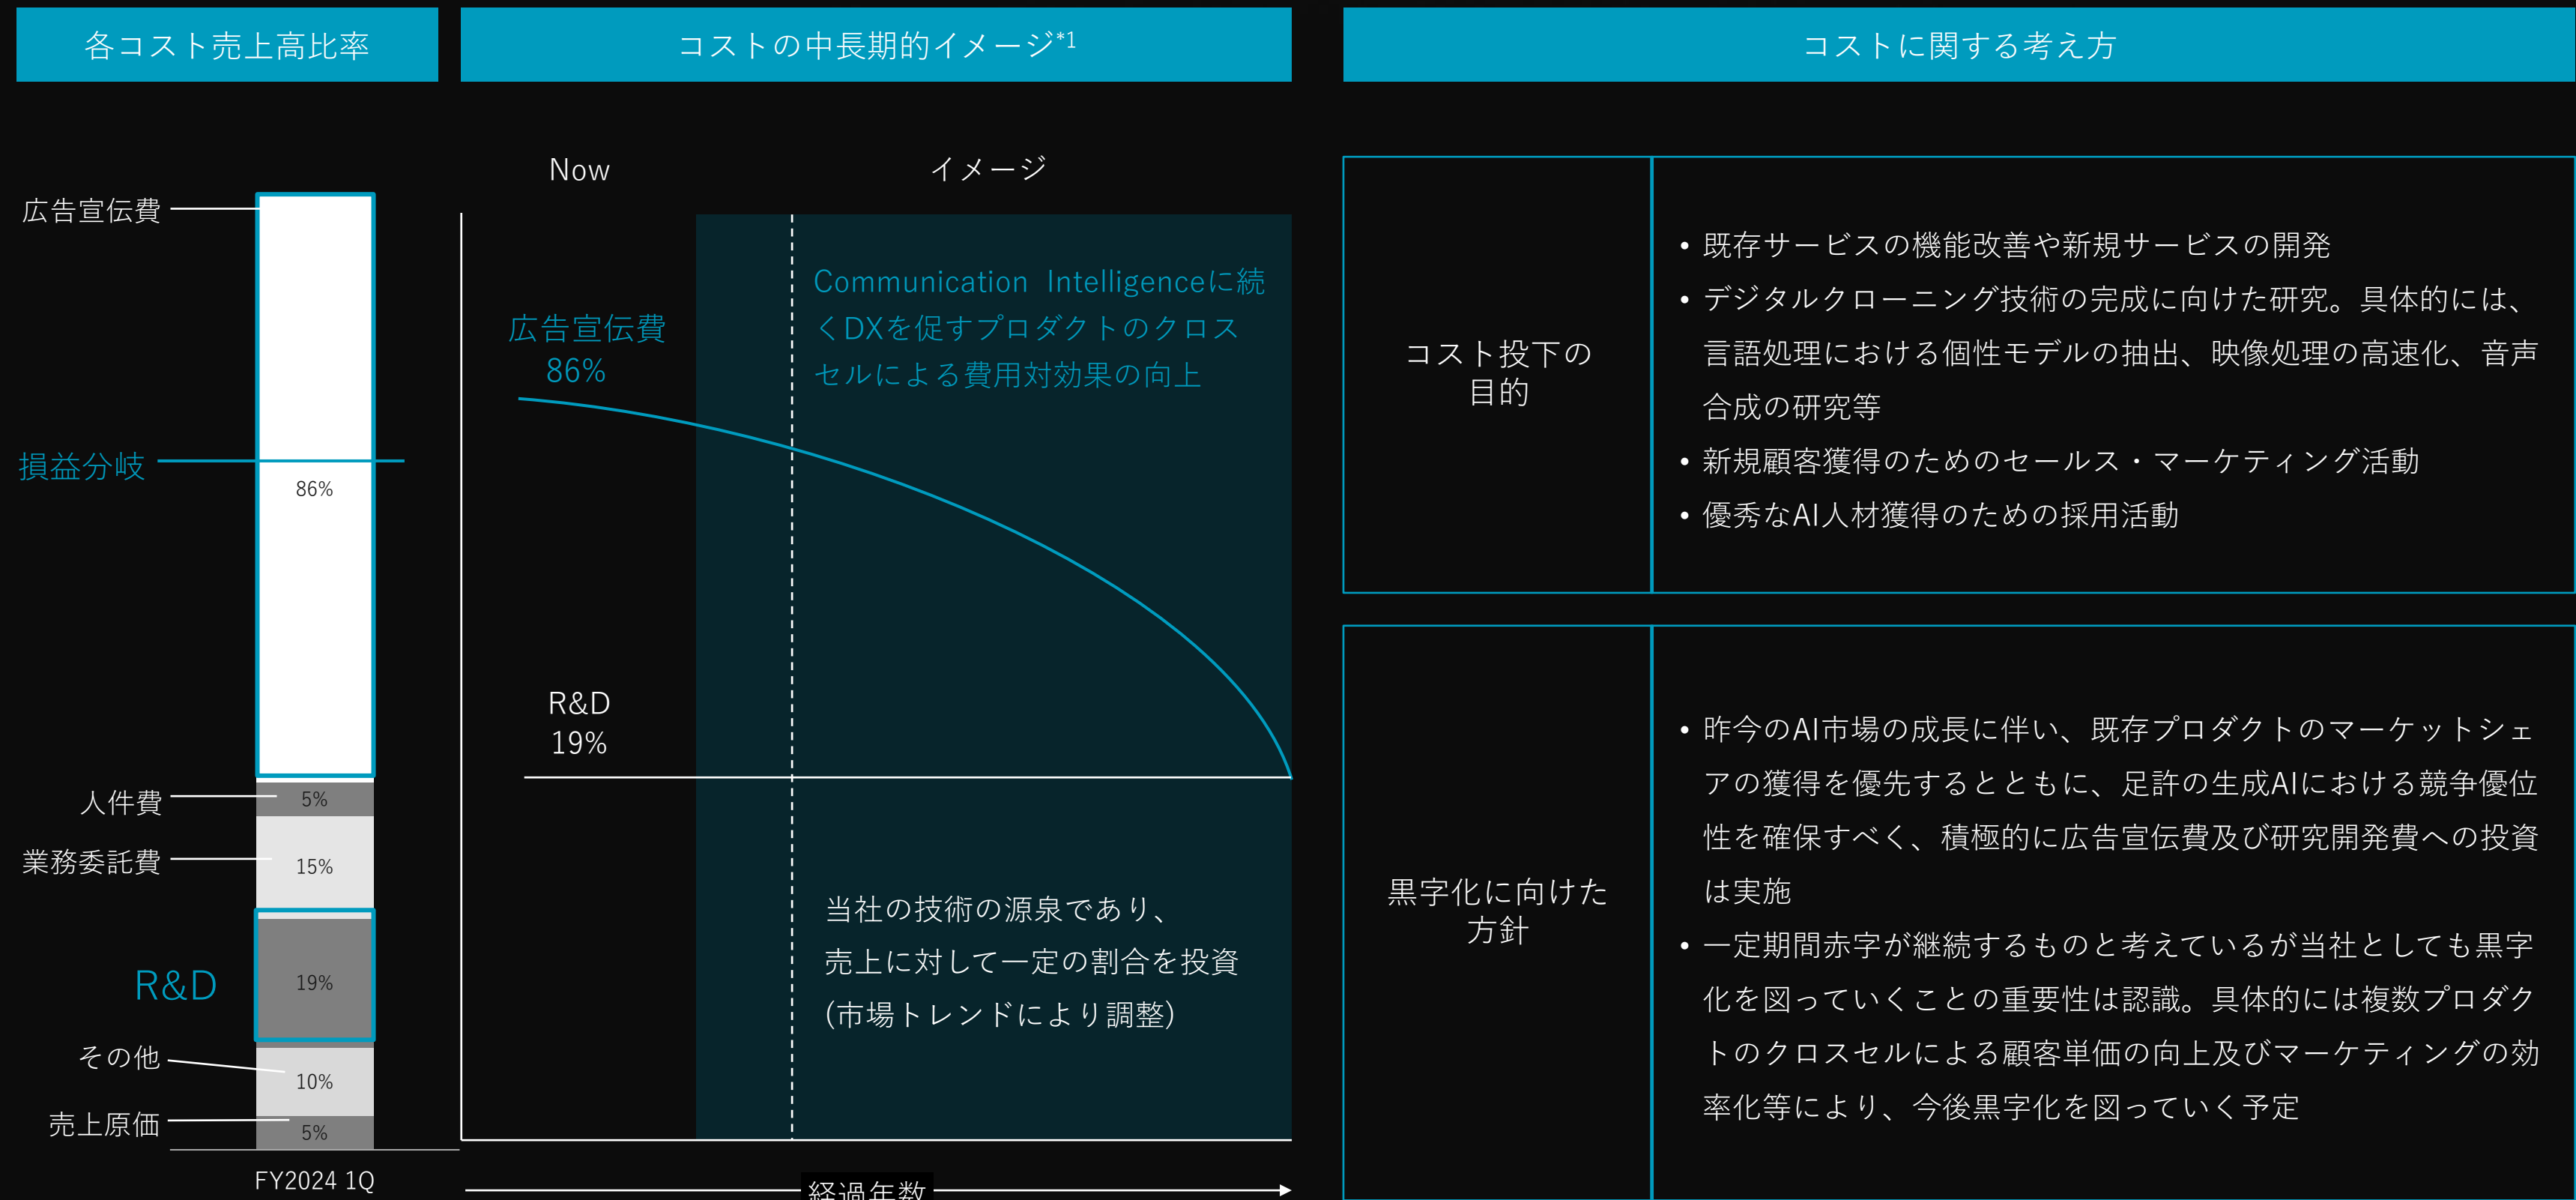 各コスト売上高比率
コストの中長期的イメージ*1
コストに関する考え方
広告宣伝費
損益分岐
86%
人件費
5%
業務委託費
15%
R&D
19%
その他
10%
売上原価
5%
FY2024 1Q
Now
イメージ
広告宣伝費
86%
Communication Intelligenceに続
くDXを促すプロダクトのクロス
セルによる費用対効果の向上
R&D
19%
当社の技術の源泉であり、
売上に対して一定の割合を投資
(市場トレンドにより調整)
経過年数
コスト投下の
目的
• 既存サービスの機能改善や新規サービスの開発
• デジタルクローニング技術の完成に向けた研究。具体的には、
言語処理における個性モデルの抽出、映像処理の高速化、音声
合成の研究等
• 新規顧客獲得のためのセールス・マーケティング活動
• 優秀なAI人材獲得のための採用活動
黒字化に向けた
方針
• 昨今のAI市場の成長に伴い、既存プロダクトのマーケットシェ
アの獲得を優先するとともに、足許の生成AIにおける競争優位
性を確保すべく、積極的に広告宣伝費及び研究開発費への投資
は実施
• 一定期間赤字が継続するものと考えているが当社としても黒字
化を図っていくことの重要性は認識。具体的には複数プロダク
トのクロスセルによる顧客単価の向上及びマーケティングの効
率化等により、今後黒字化を図っていく予定